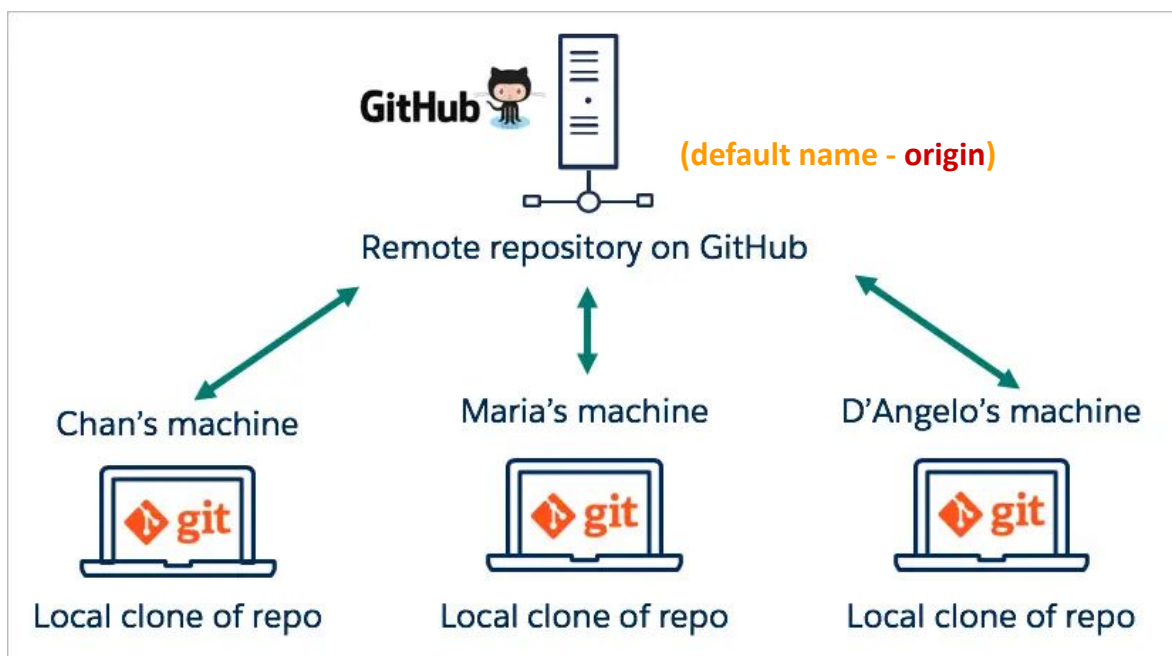 GitHub
(default name - origin)
Remote repository on GitHub
Chan's machine
Maria's machine
D'Angelo's machine
git
git
git
Local clone of repo
Local clone of repo
Local clone of repo